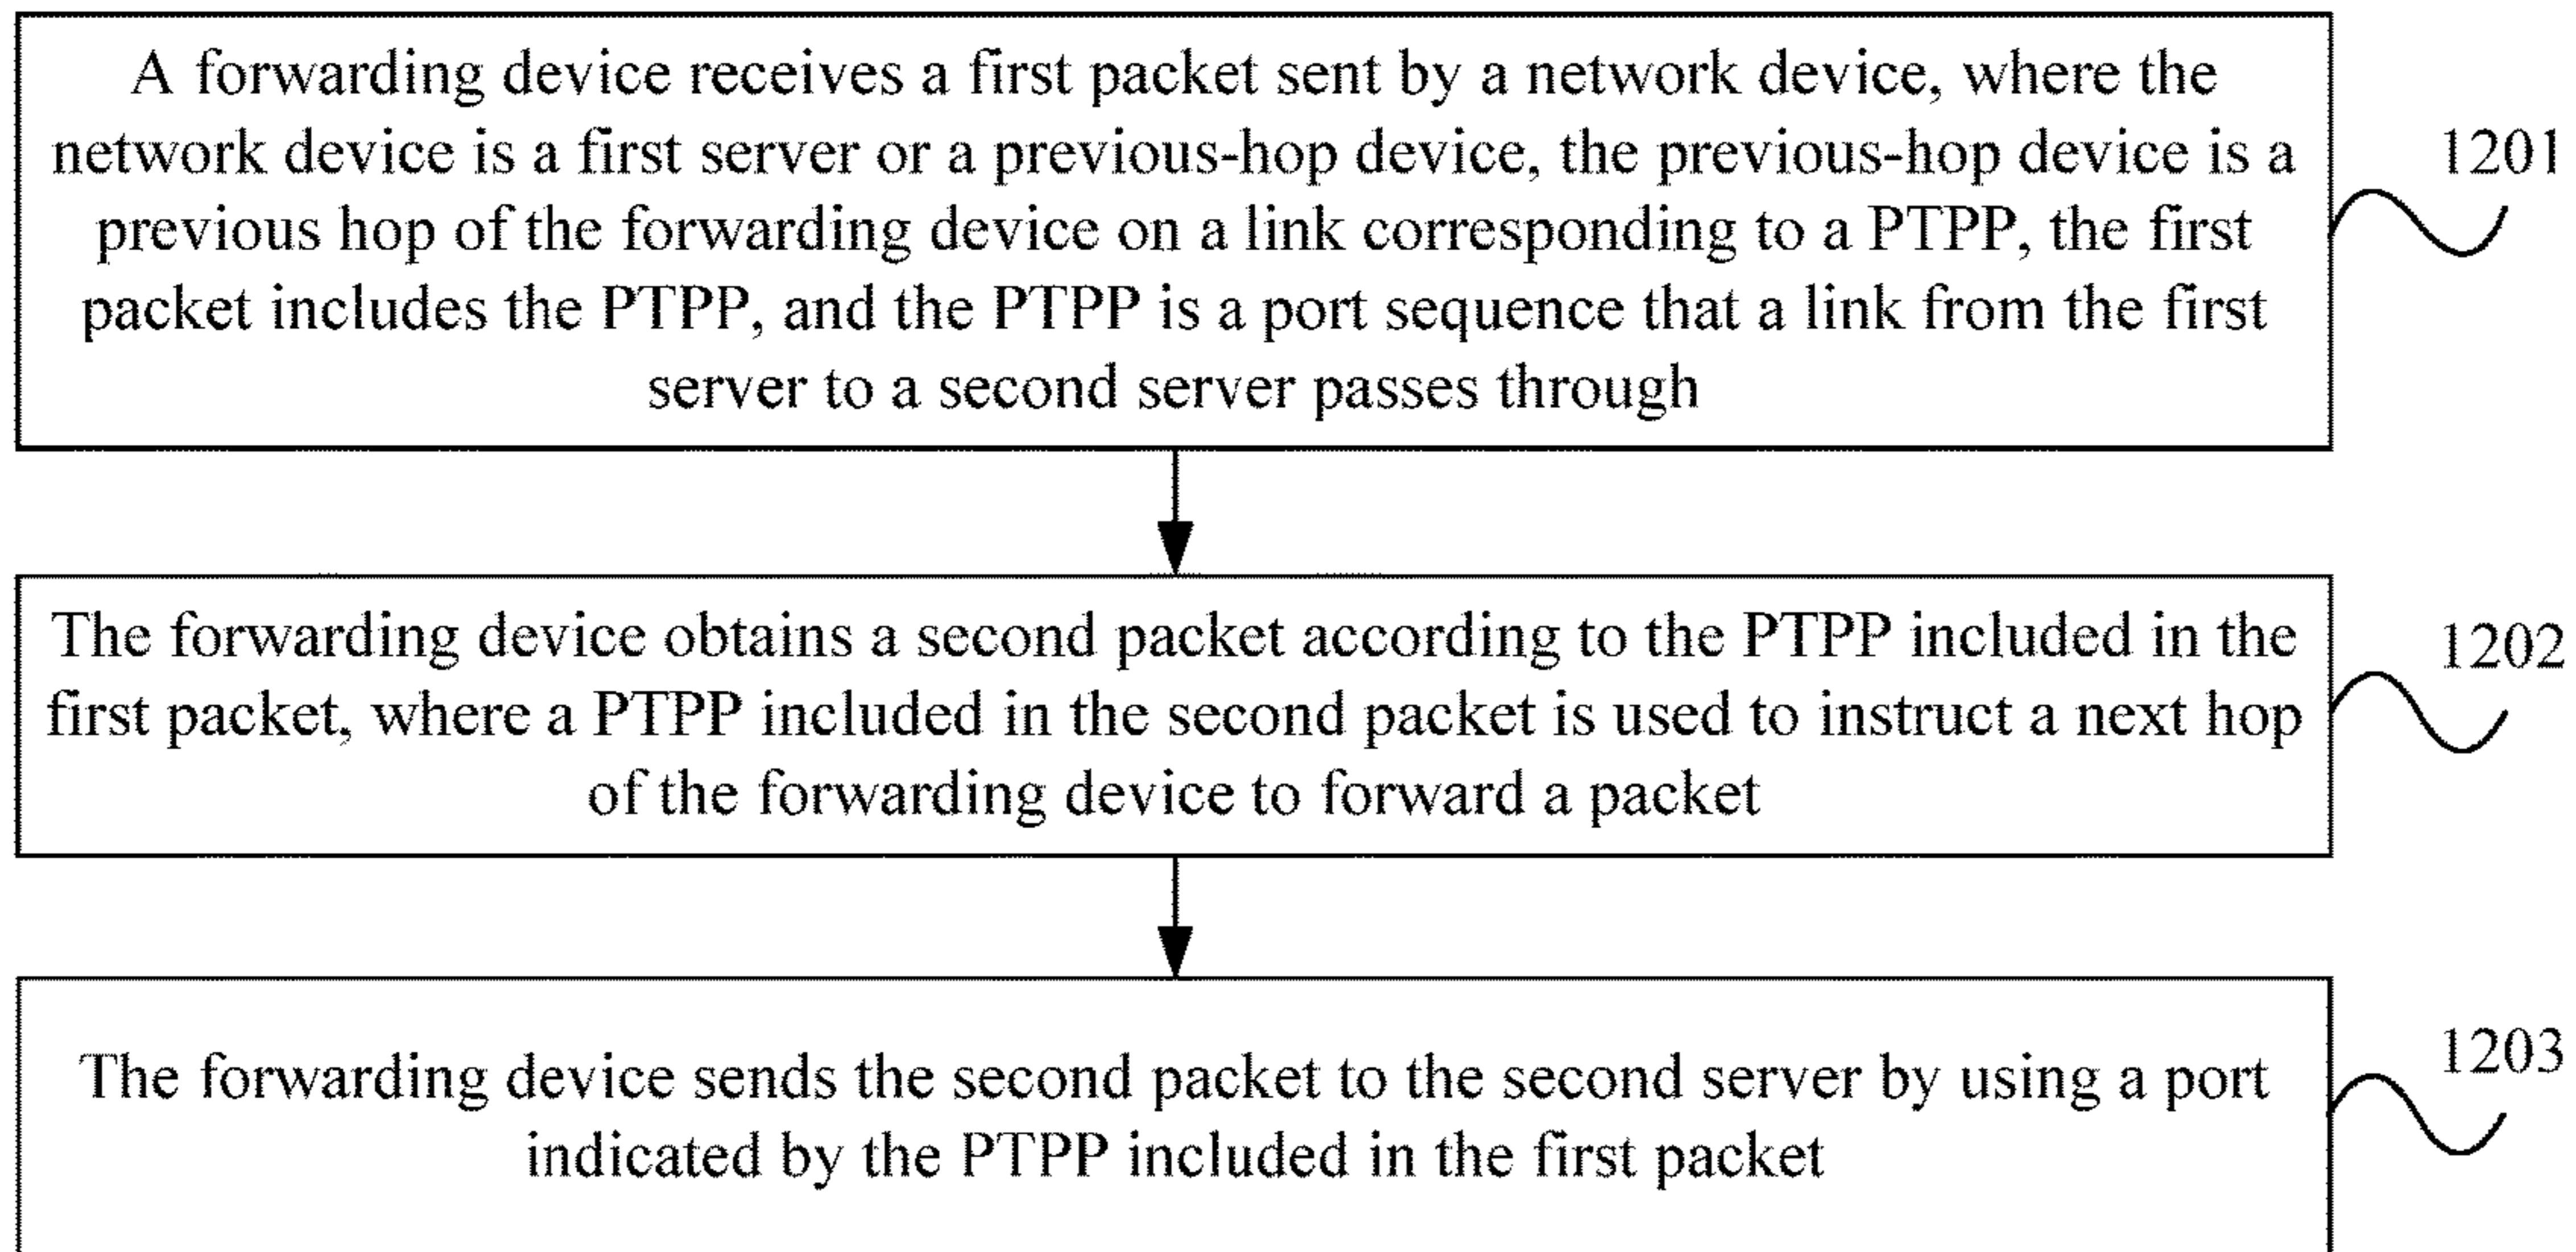 A forwarding device receives a first packet sent by a network device, where the
network device is a first server or a previous-hop device, the previous-hop device is a
previous hop of the forwarding device on a link corresponding to a PTPP, the first
packet includes the PTPP, and the PTPP is a port sequence that a link from the first
server to a second server passes through
1201
The forwarding device obtains a second packet according to the PTPP included in the
first packet, where a PTPP included in the second packet is used to instruct a next hop
of the forwarding device to forward a packet
1202
The forwarding device sends the second packet to the second server by using a port
indicated by the PTPP included in the first packet
1203